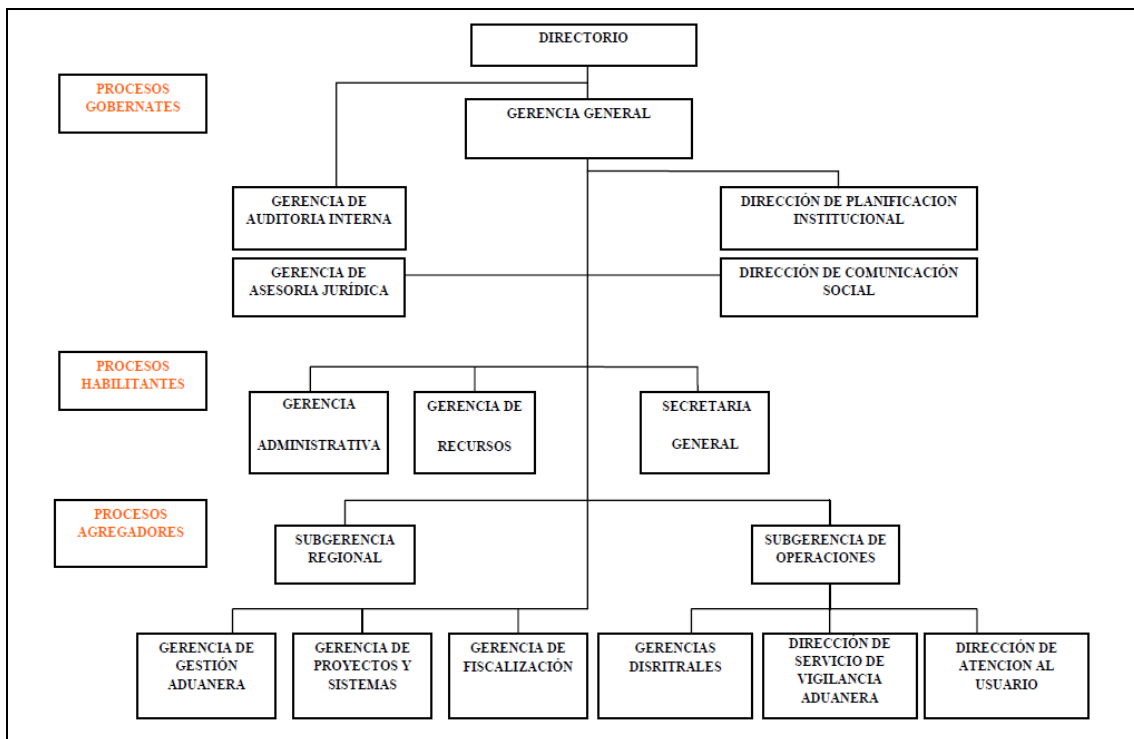 DIRECTORIO
PROCESOS
GOBERNATES
GERENCIA GENERAL
GERENCIA DE
AUDITORIA INTERNA
DIRECCIÓN DE PLANIFICACION
INSTITUCIONAL
GERENCIA DE
ASESORIA JURÍDICA
DIRECCIÓN DE COMUNICACIÓN
SOCIAL
PROCESOS
HABILITANTES
GERENCIA
ADMINISTRATIVA
GERENCIA DE
RECURSOS
SECRETARIA
GENERAL
PROCESOS
AGREGADORES
SUBGERENCIA
REGIONAL
SUBGERENCIA DE
OPERACIONES
GERENCIA DE
GESTIÓN
ADUANERA
GERENCIA DE
PROYECTOS Y
SISTEMAS
GERENCIA DE
FISCALIZACIÓN
GERENCIAS
DISRITRALES
DIRECCIÓN DE
SERVICIO DE
VIGILANCIA
ADUANERA
DIRECCIÓN DE
ATENCION AL
USUARIO